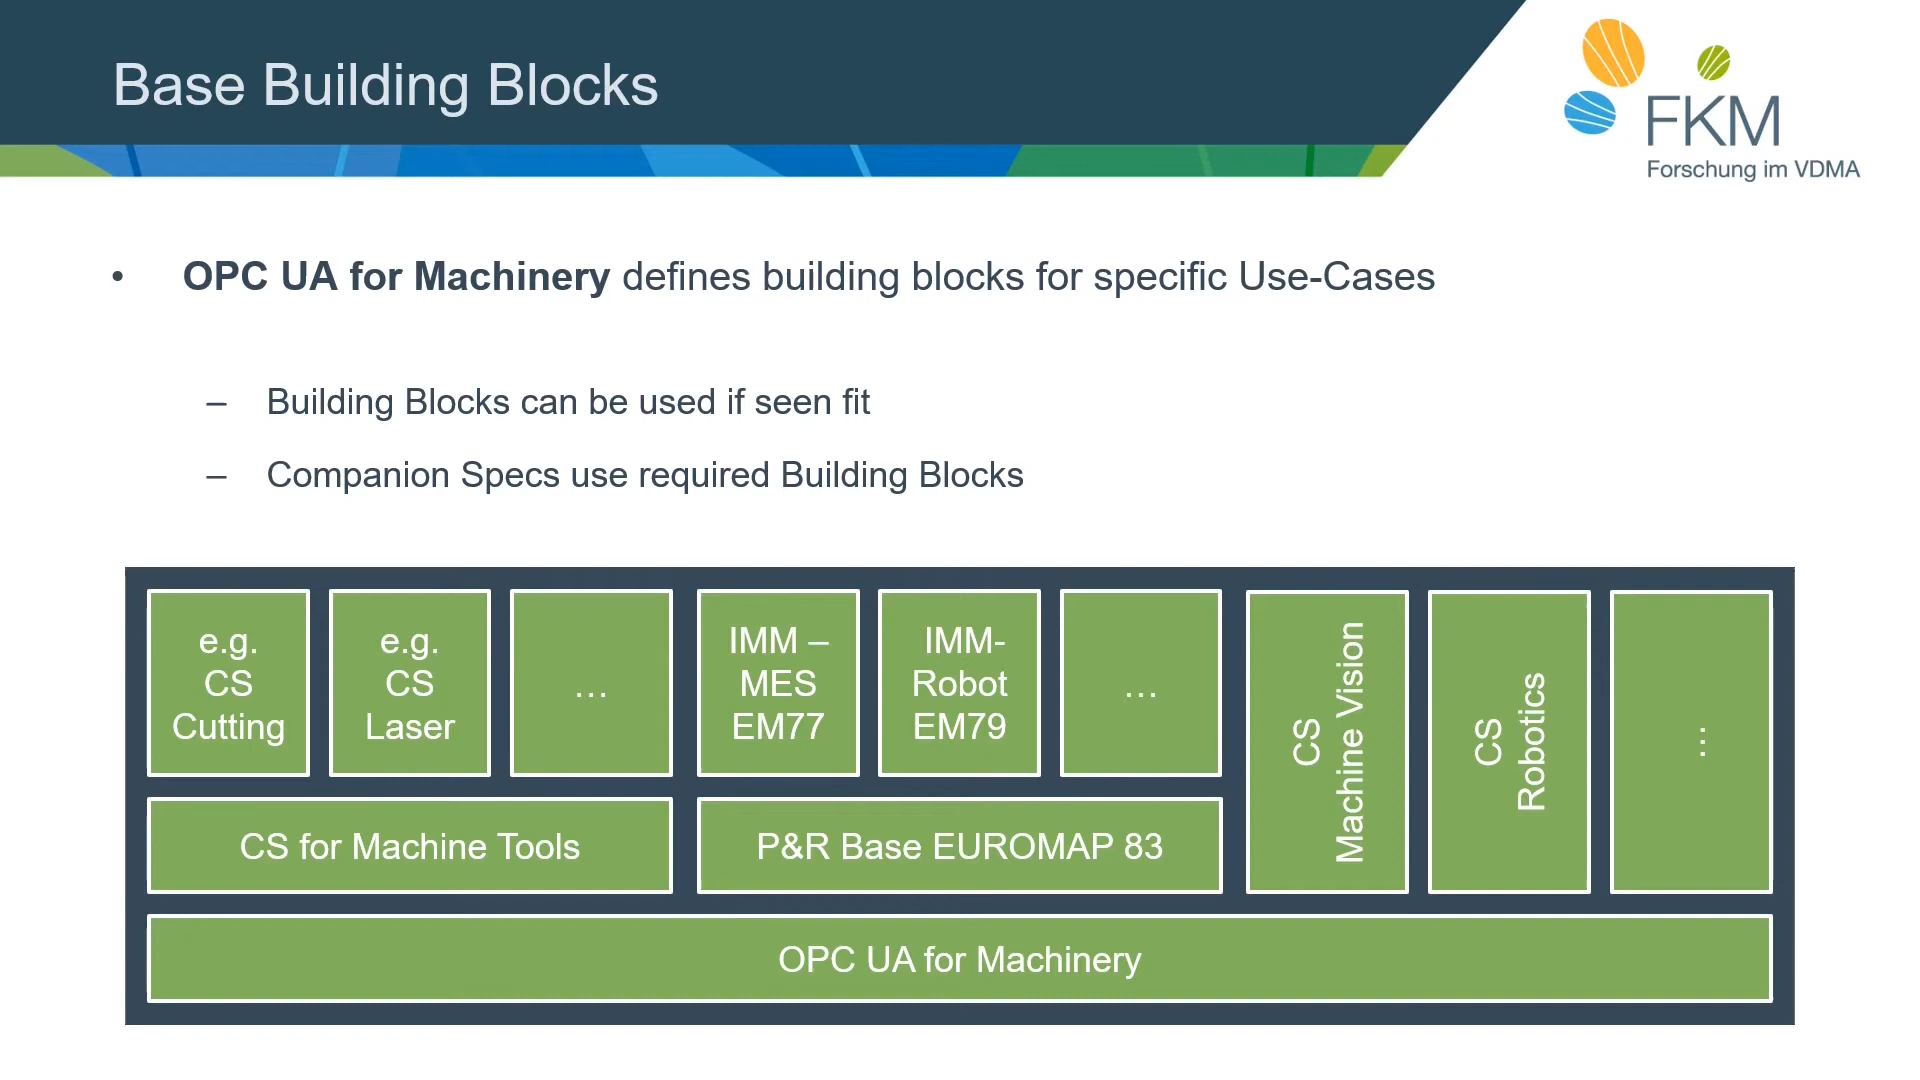 Base Building Blocks
FKM
Forschung im VDMA
• OPC UA for Machinery defines building blocks for specific Use-Cases
– Building Blocks can be used if seen fit
– Companion Specs use required Building Blocks
e.g.
CS
Cutting
e.g.
CS
Laser
...
IMM –
MES
EM77
IMM-
Robot
EM79
...
CS
Machine Vision
CS
Robotics
...
CS for Machine Tools
P&R Base EUROMAP 83
OPC UA for Machinery